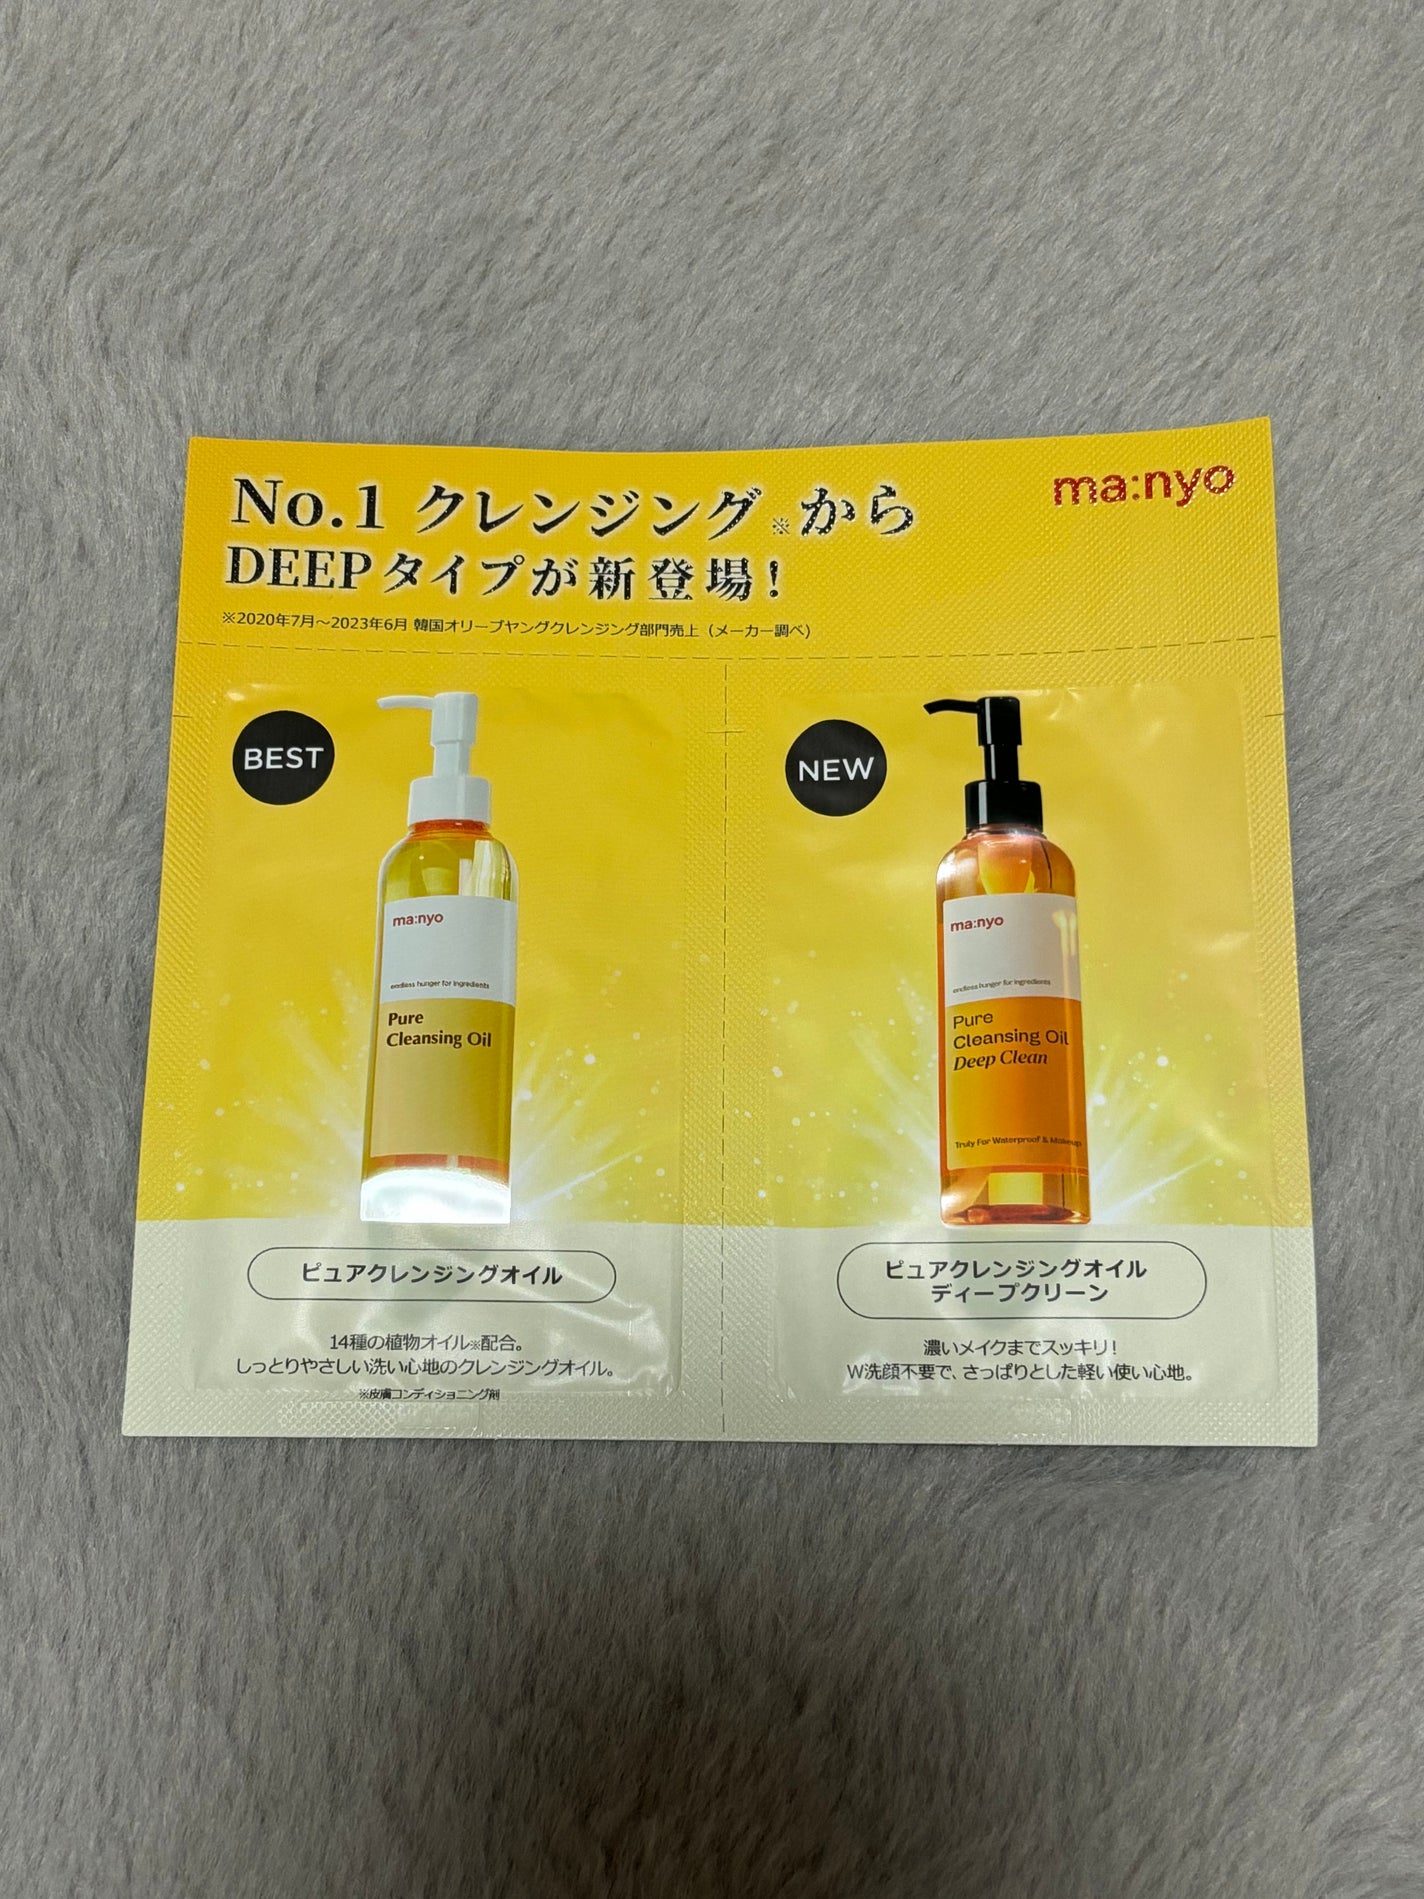 No.1 クレンジング※から
DEEPタイプが新登場！
※2020年7月～2023年6月 韓国オリーブヤングクレンジング部門売上（メーカー調べ）
ma:nyo
BEST
ma:nyo
endless hunger for ingredients
Pure
Cleansing Oil
ピュアクレンジングオイル
14種の植物オイル※配合。
しっとりやさしい洗い心地のクレンジングオイル。
※皮膚コンディショニング剤
NEW
ma:nyo
endless hunger for ingredients
Pure
Cleansing Oil
Deep Clean
Truly For Waterproof & Makeup
ピュアクレンジングオイル
ディープクリーン
濃いメイクまでスッキリ！
W洗顔不要で、さっぱりとした軽い使い心地。